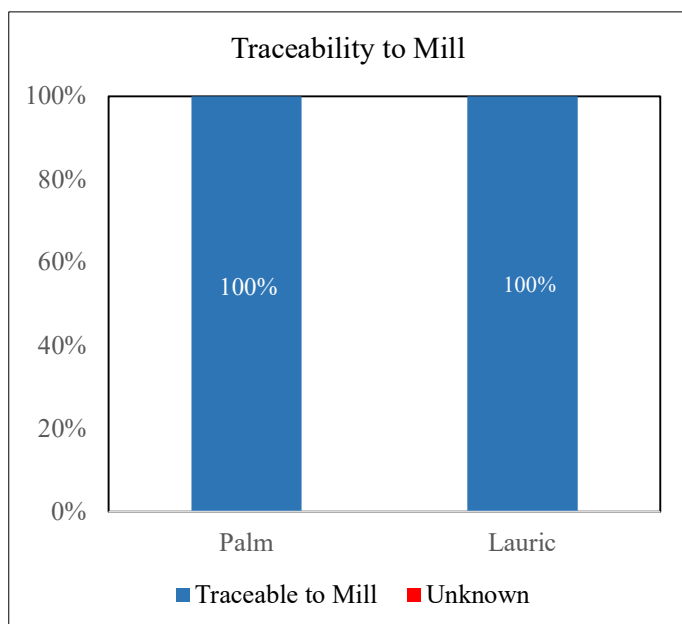 Traceability to Mill
100%
80%
60%
40%
20%
0%
100%
100%
Palm
Lauric
Traceable to Mill
Unknown